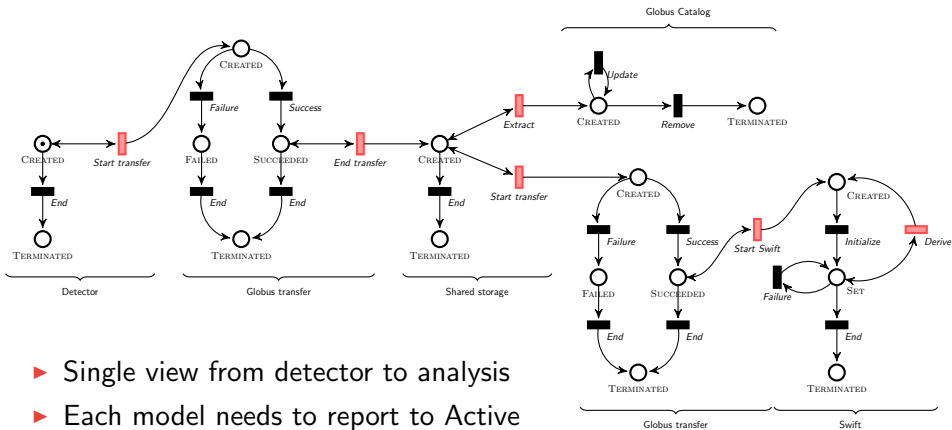 Globus Catalog
CREATED
Update
Failure
Success
Extract
CREATED
Remove
TERMINATED
CREATED
Start transfer
FAILED
SUCCEEDED
End transfer
CREATED
Start transfer
CREATED
CREATED
End
End
End
End
Failure
Success
Start Swift
Initialize
Derive
TERMINATED
TERMINATED
TERMINATED
Failure
FAILED
SUCCEEDED
SET
Detector
Globus transfer
Shared storage
End
End
End
TERMINATED
TERMINATED
Globus transfer
Swift
► Single view from detector to analysis
► Each model needs to report to Active